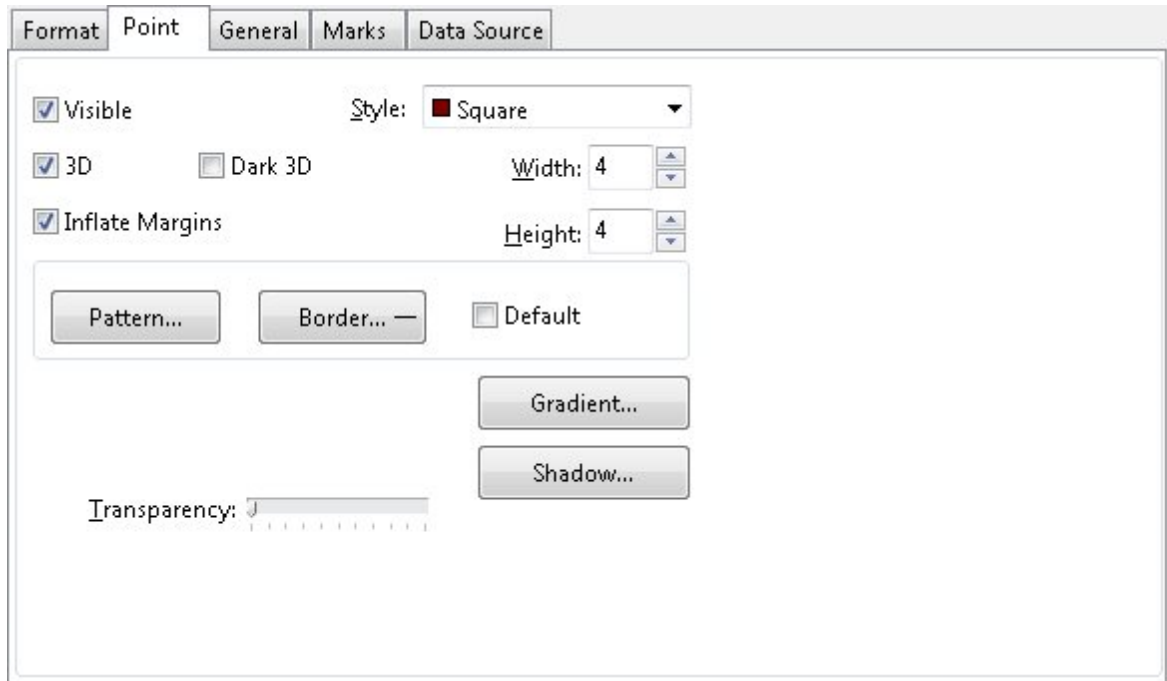 Format Point General Marks Data Source
Visible Style: Square
3D Dark 3D Width: 4
Inflate Margins Height: 4
Pattern... Border... Default
Gradient...
Shadow...
Transparency: